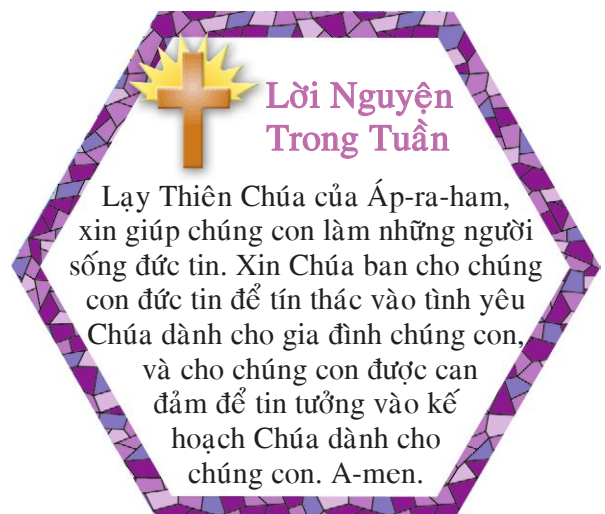 Lời Nguyện
Trong Tuần
Lạy Thiên Chúa của Áp-ra-ham,
xin giúp chúng con làm những người
sống đức tin. Xin Chúa ban cho chúng
con đức tin để tín thác vào tình yêu
Chúa dành cho gia đình chúng con,
và cho chúng con được can
đảm để tin tưởng vào kế
hoạch Chúa dành cho
chúng con. A-men.